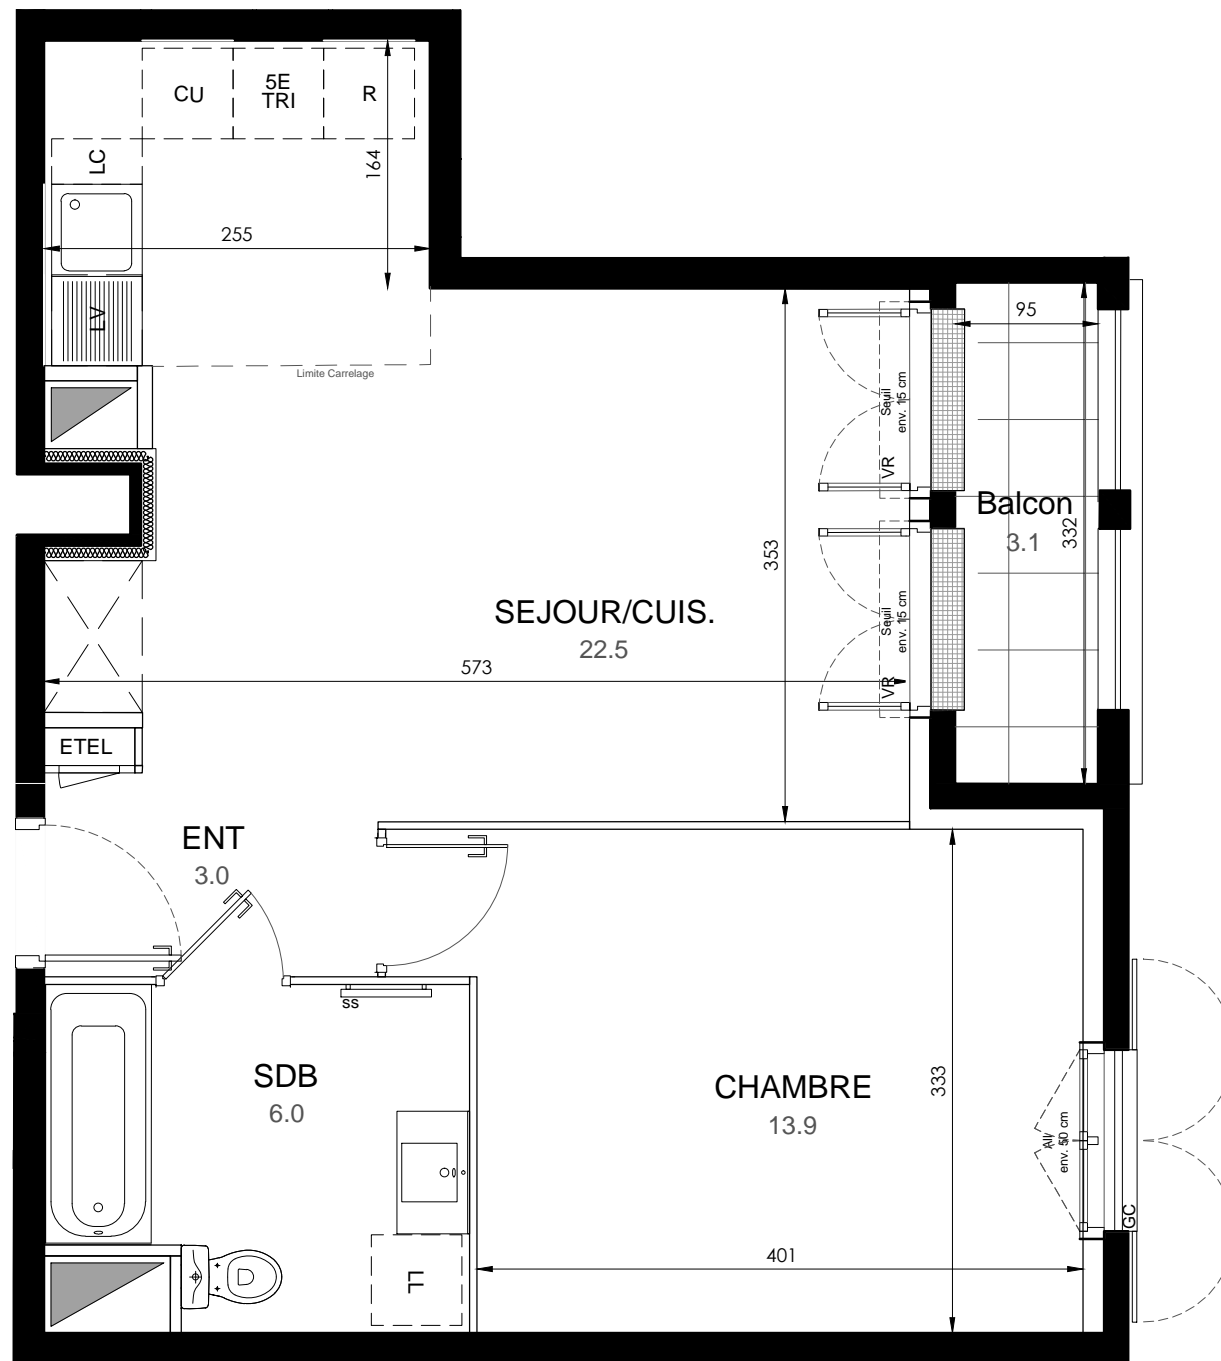 CU
5E
TRI
R
LC
164
255
LV
Limite Carrelage
95
Seuil
env. 15 cm
VR
Balcon
3.1
332
353
SEJOUR/CUIS.
22.5
Seuil
env. 15 cm
VR
573
ETEL
ENT
3.0
ss
SDB
6.0
CHAMBRE
13.9
333
All
env. 50 cm
GC
401
LL